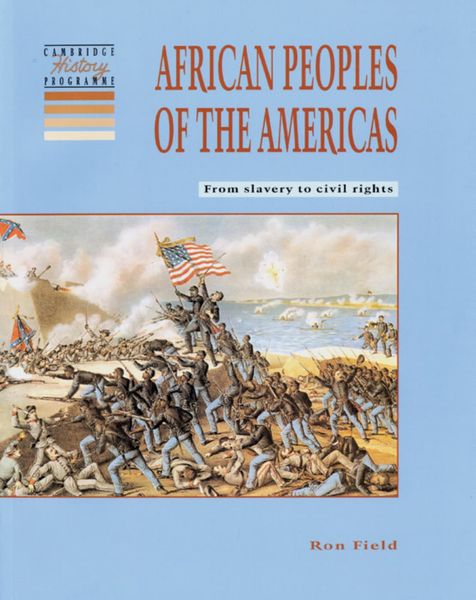 CAMBRIDGE
History
PROGRAMME
AFRICAN PEOPLES
OF THE AMERICAS
From slavery to civil rights
Ron Field